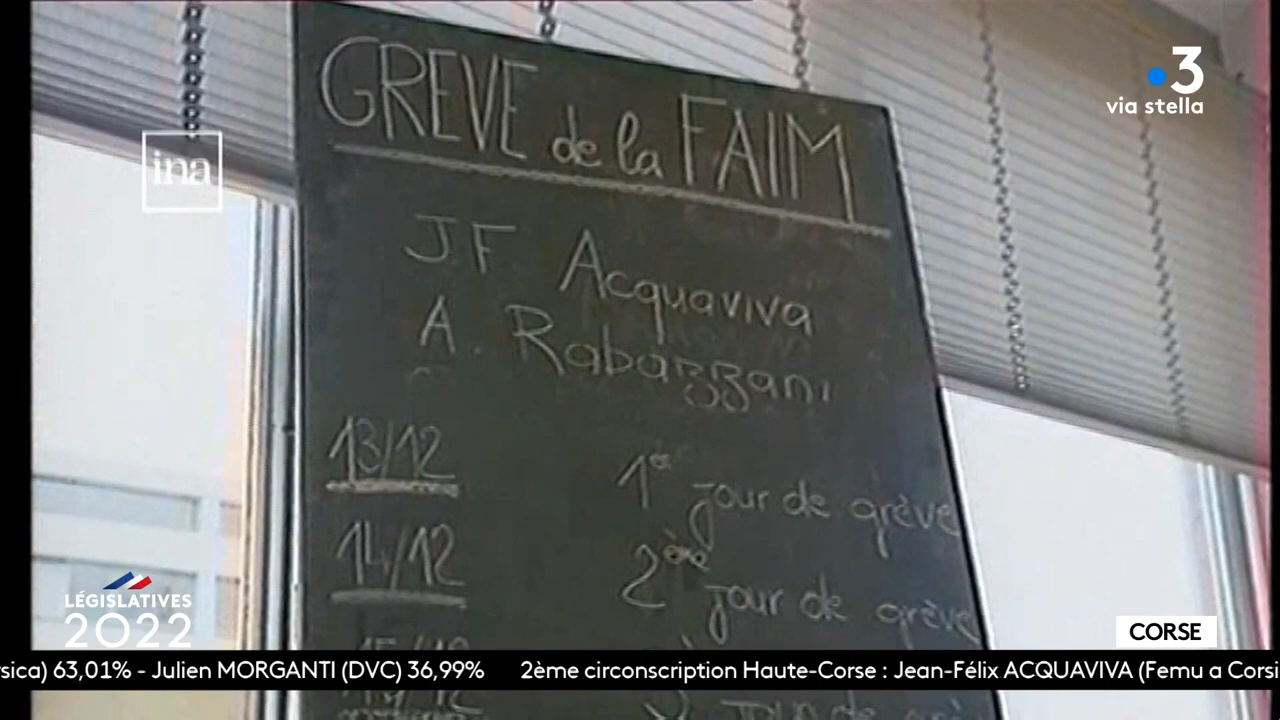 GREVE de la FAIM
J.F. Acquaviva
A. Rabazzani
13/12 1er jour de grève
14/12 2ème jour de grève
3 via stella
ina
LÉGISLATIVES
2022
CORSE
sica) 63,01% - Julien MORGANTI (DVC) 36,99% 2ème circonscription Haute-Corse : Jean-Félix ACQUAVIVA (Femu a Corsi